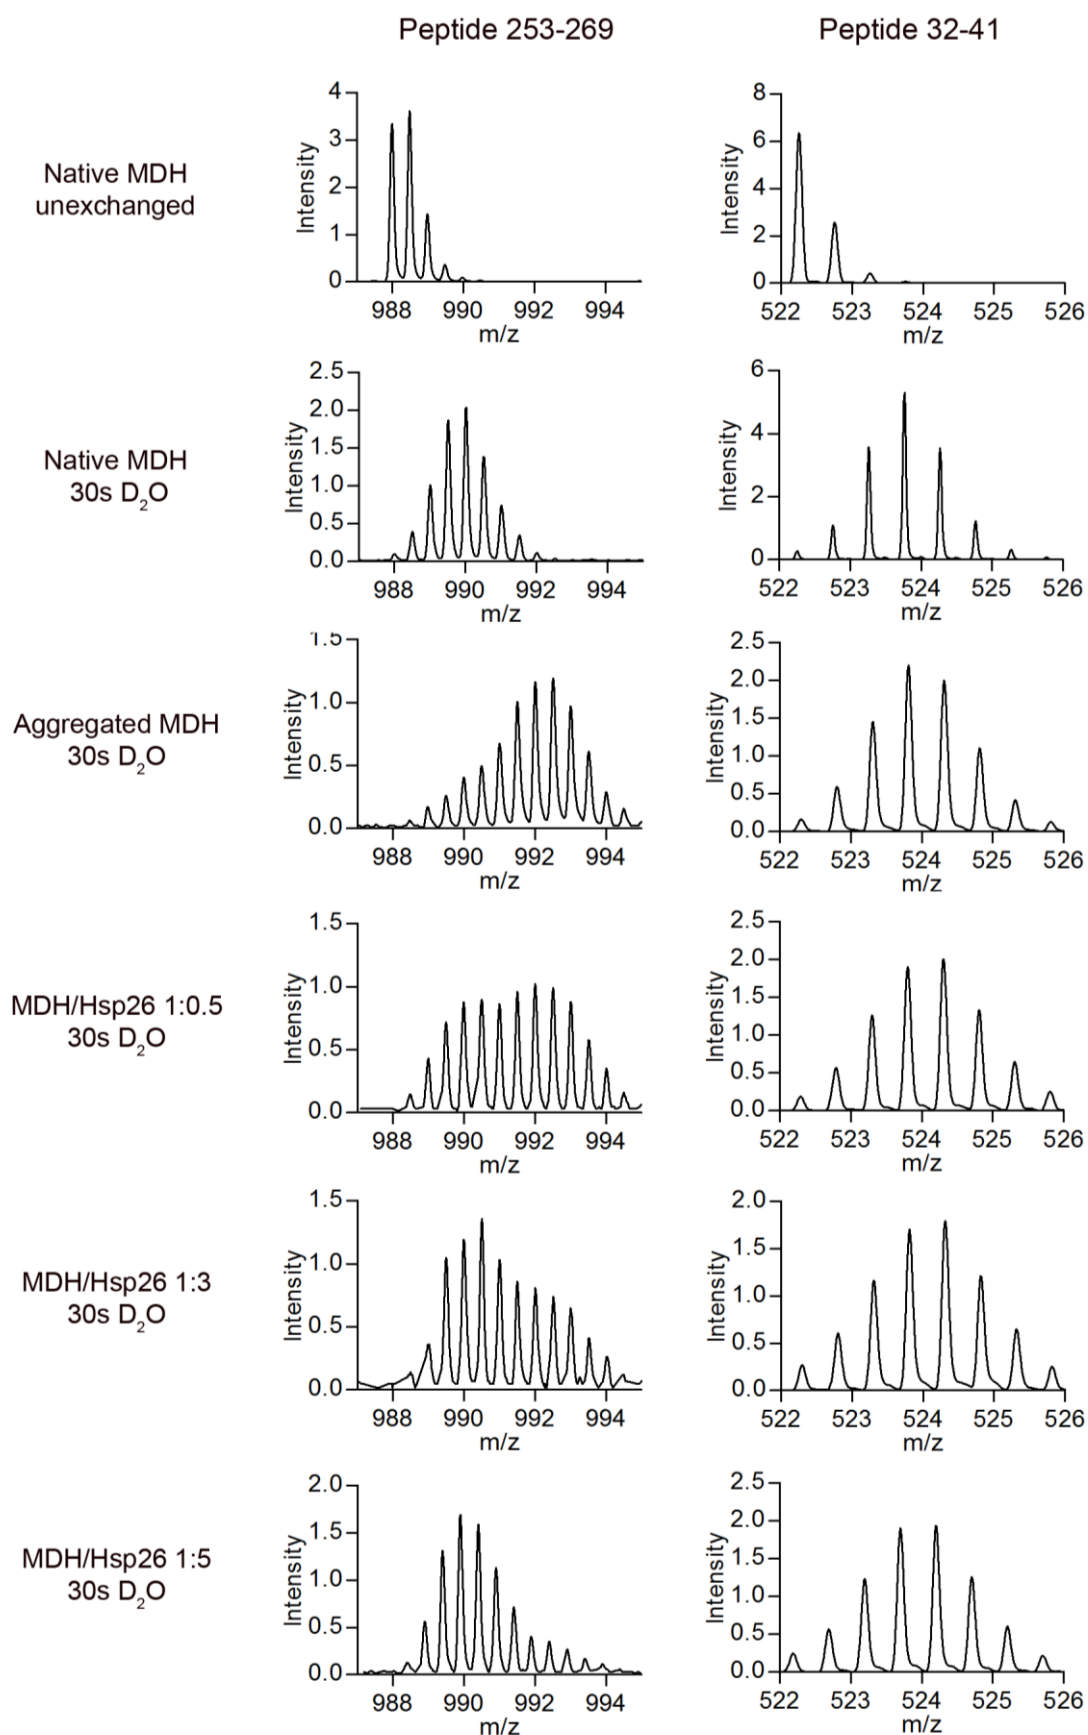 Peptide 253-269
Peptide 32-41
Native MDH
unexchanged
Intensity
4
3
2
1
0
988 990 992 994
m/z
Intensity
8
6
4
2
0
522 523 524 525 526
m/z
Native MDH
30s D2O
Intensity
2.5
2.0
1.5
1.0
0.5
0.0
988 990 992 994
m/z
Intensity
6
4
2
0
522 523 524 525 526
m/z
Aggregated MDH
30s D2O
Intensity
1.5
1.0
0.5
0.0
988 990 992 994
m/z
Intensity
2.5
2.0
1.5
1.0
0.5
0.0
522 523 524 525 526
m/z
MDH/Hsp26 1:0.5
30s D2O
Intensity
1.5
1.0
0.5
0.0
988 990 992 994
m/z
Intensity
2.5
2.0
1.5
1.0
0.5
0.0
522 523 524 525 526
m/z
MDH/Hsp26 1:3
30s D2O
Intensity
1.5
1.0
0.5
0.0
988 990 992 994
m/z
Intensity
2.0
1.5
1.0
0.5
0.0
522 523 524 525 526
m/z
MDH/Hsp26 1:5
30s D2O
Intensity
2.0
1.5
1.0
0.5
0.0
988 990 992 994
m/z
Intensity
2.5
2.0
1.5
1.0
0.5
0.0
522 523 524 525 526
m/z